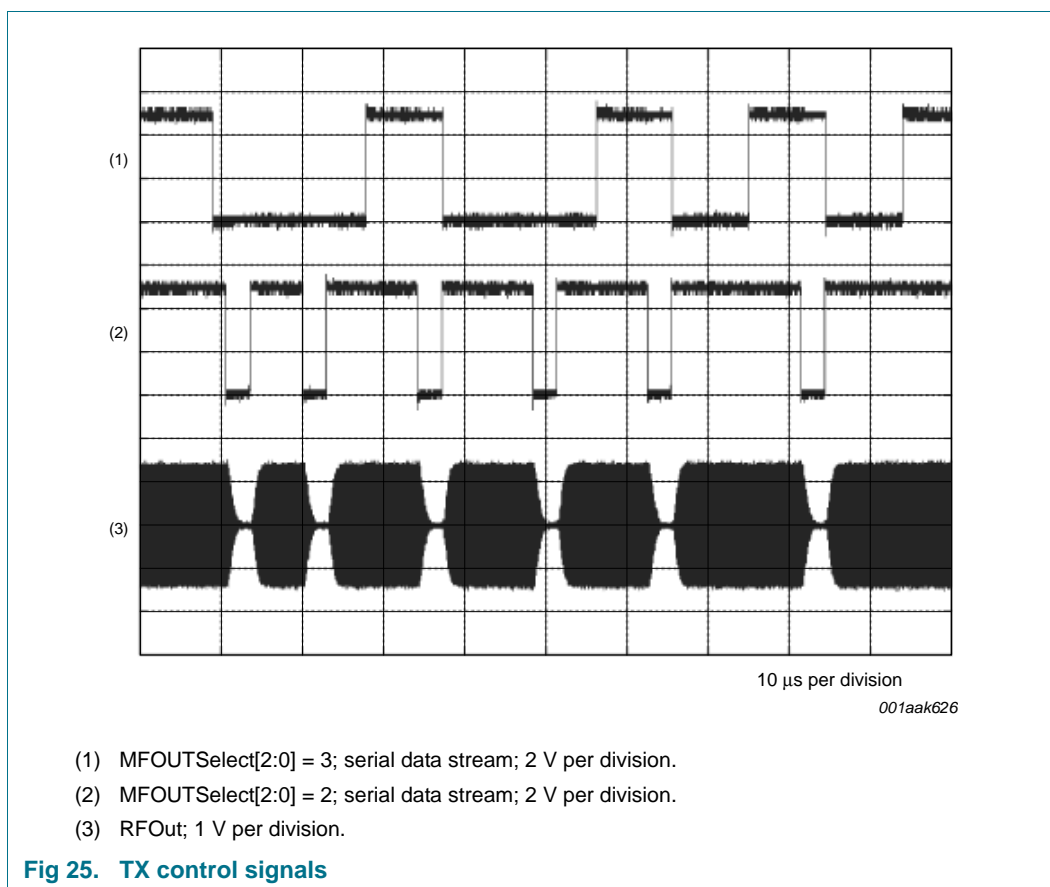 (1)
(2)
(3)
10 μs per division
001aak626
(1) MFOUTSelect[2:0] = 3; serial data stream; 2 V per division.
(2) MFOUTSelect[2:0] = 2; serial data stream; 2 V per division.
(3) RFOut; 1 V per division.
Fig 25. TX control signals